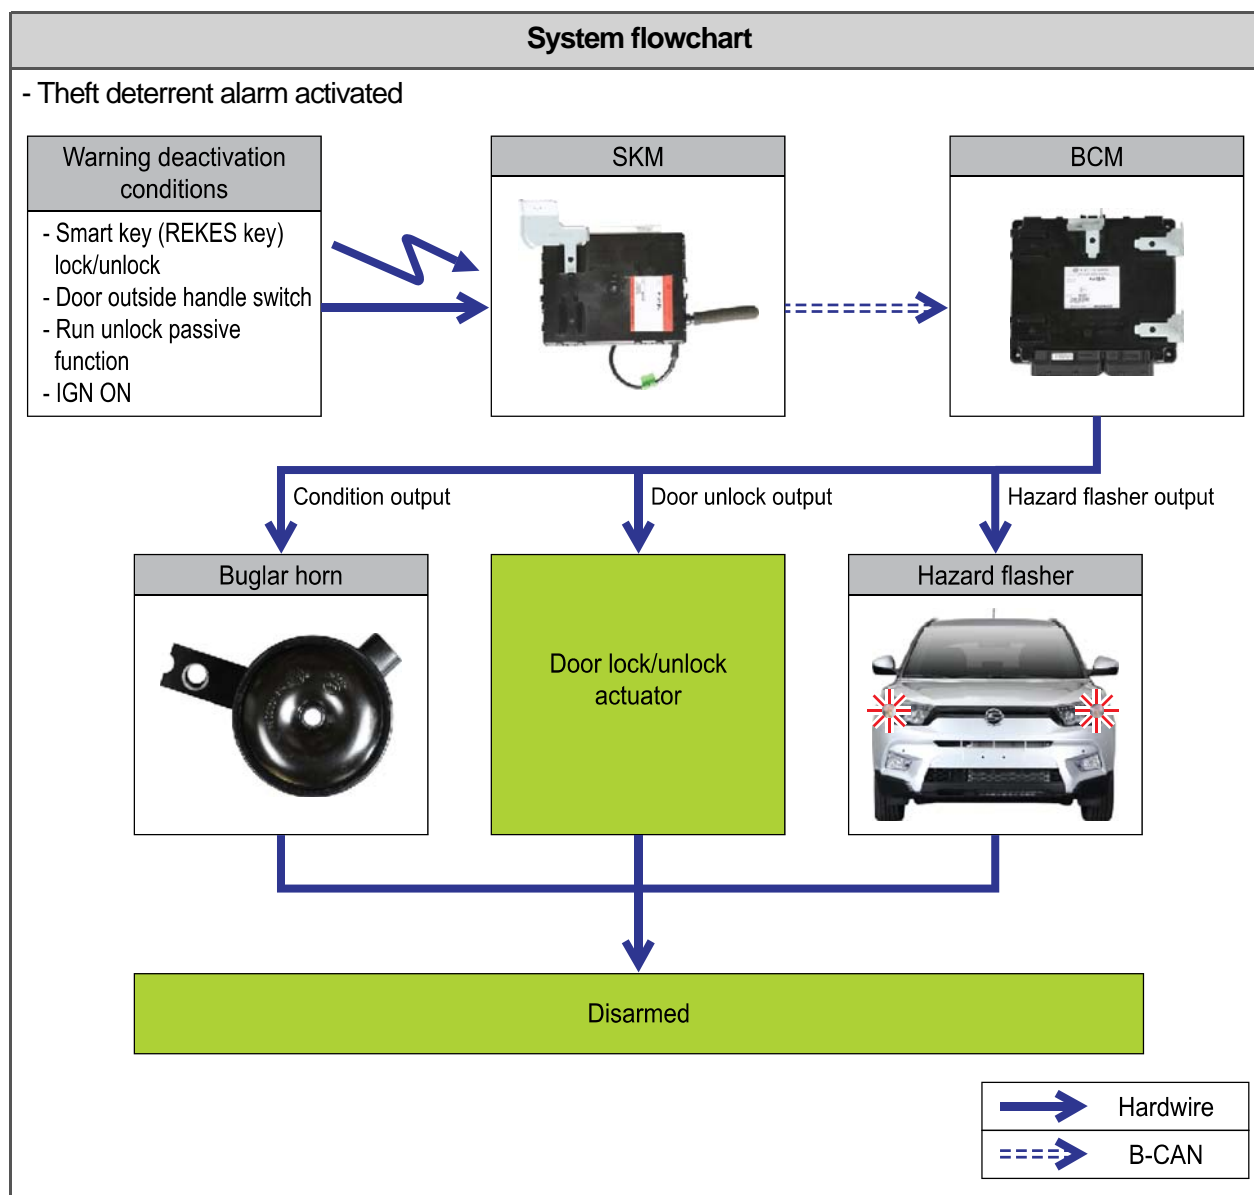 System flowchart
- Theft deterrent alarm activated
Warning deactivation
conditions
- Smart key (REKES key)
lock/unlock
- Door outside handle switch
- Run unlock passive
function
- IGN ON
SKM
BCM
Condition output
Door unlock output
Hazard flasher output
Buglar horn
Door lock/unlock
actuator
Hazard flasher
Disarmed
Hardwire
B-CAN